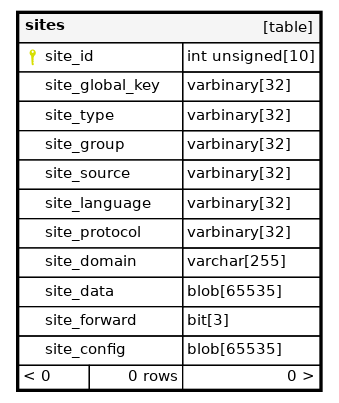 sites [table]
site_id int unsigned[10]
site_global_key varbinary[32]
site_type varbinary[32]
site_group varbinary[32]
site_source varbinary[32]
site_language varbinary[32]
site_protocol varbinary[32]
site_domain varchar[255]
site_data blob[65535]
site_forward bit[3]
site_config blob[65535]
< 0 0 rows 0 >